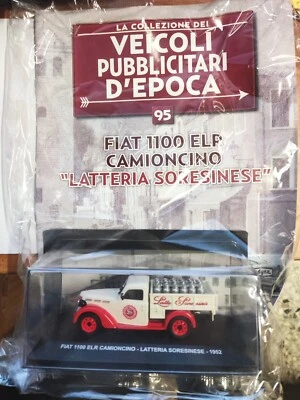 LA COLLEZIONE DEI
VEICOLI
PUBBLICITARI
D'EPOCA
95
FIAT 1100 ELR
CAMIONCINO
"LATTERIA SORESINESE"
FIAT 1100 ELR CAMIONCINO - LATTERIA SORESINESE - 1952